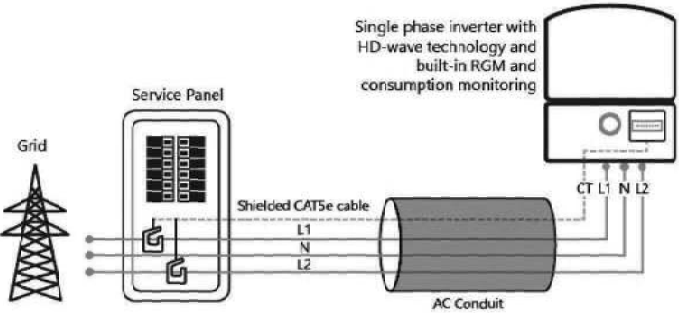 Single phase inverter with
HD-wave technology and
built-in RGM and
consumption monitoring
Service Panel
Grid
CT L1 N L2
Shielded CAT5e cable
L1
N
L2
AC Conduit